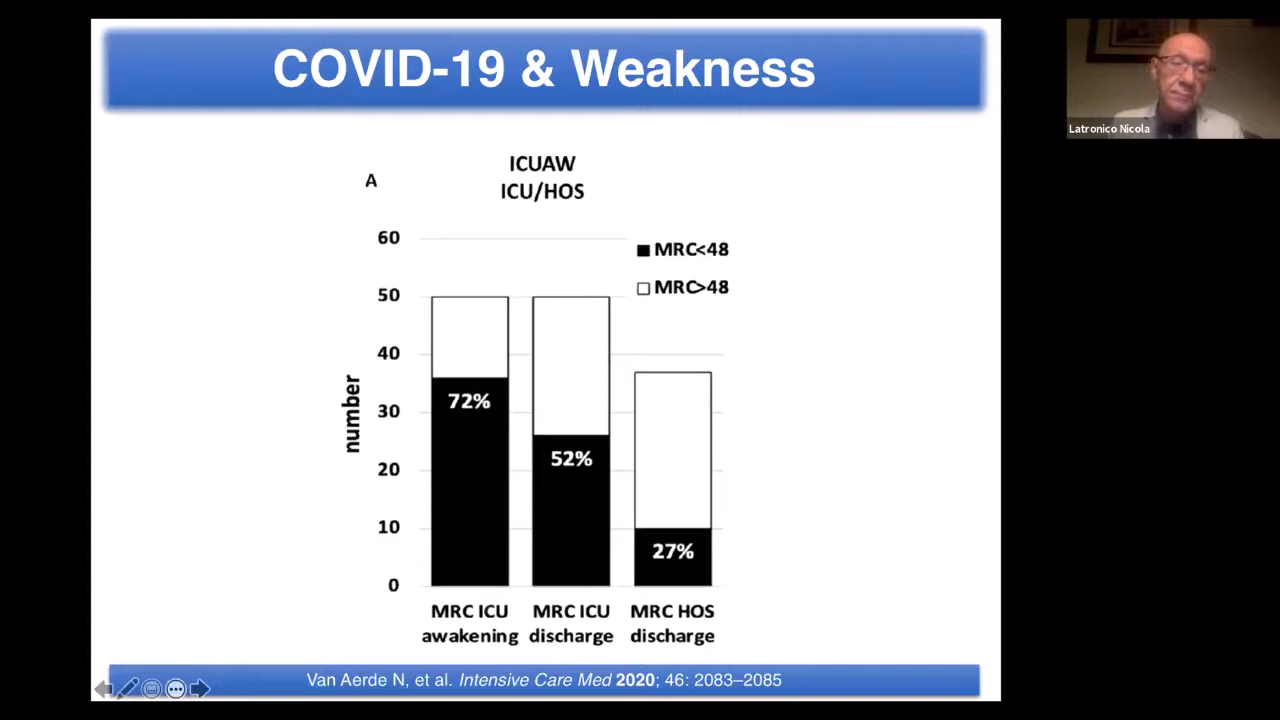 COVID-19 & Weakness
Latronico Nicola
A
ICUAW
ICU/HOS
60
50
40
30
20
10
0
number
MRC<48
MRC>48
72%
52%
27%
MRC ICU
awakening
MRC ICU
discharge
MRC HOS
discharge
Van Aerde N, et al. Intensive Care Med 2020; 46: 2083–2085